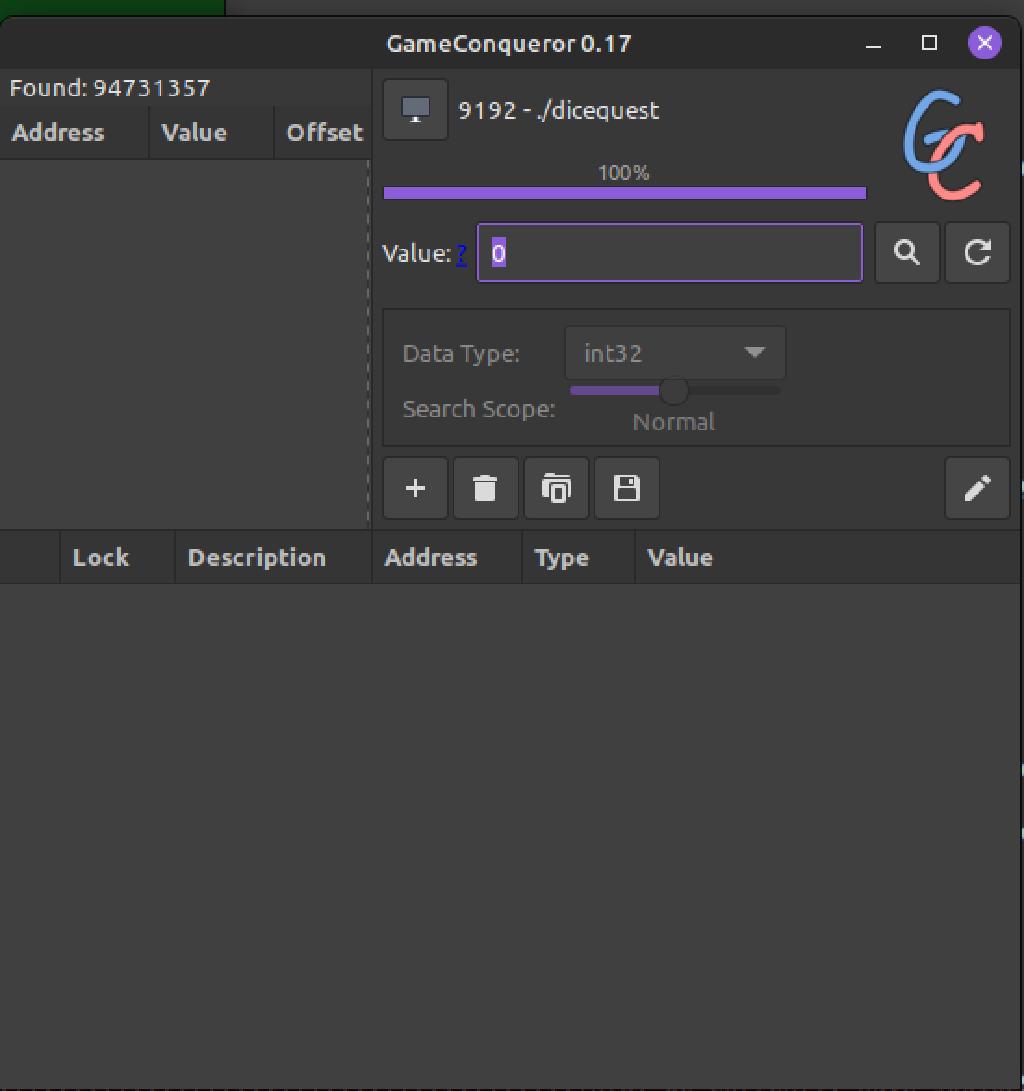 GameConqueror 0.17
Found: 94731357
Address Value Offset
9192 - ./dicequest
100%
Value: ? 0
Data Type: int32
Search Scope:
Normal
Lock Description Address Type Value